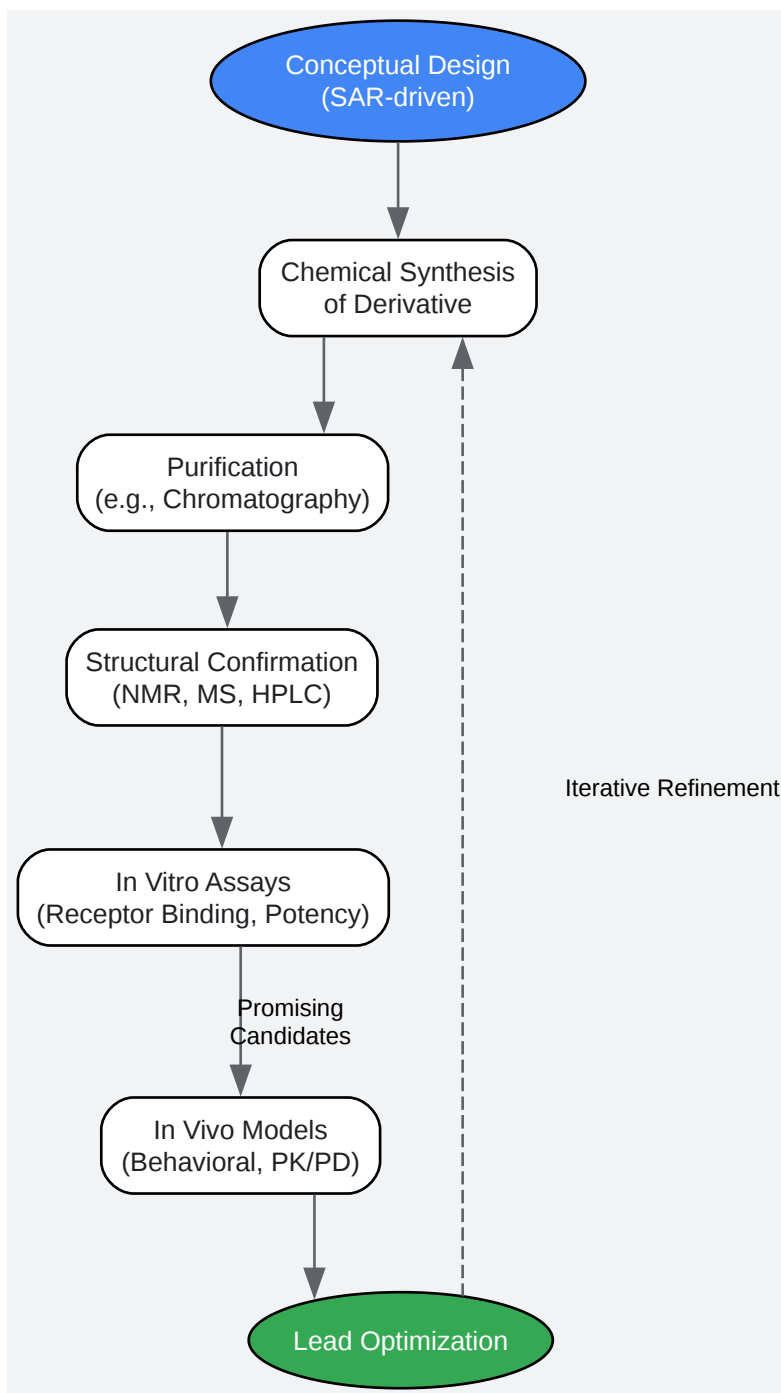 Conceptual Design
(SAR-driven)
Chemical Synthesis
of Derivative
Purification
(e.g., Chromatography)
Structural Confirmation
(NMR, MS, HPLC)
Iterative Refinement
In Vitro Assays
(Receptor Binding, Potency)
Promising
Candidates
In Vivo Models
(Behavioral, PK/PD)
Lead Optimization